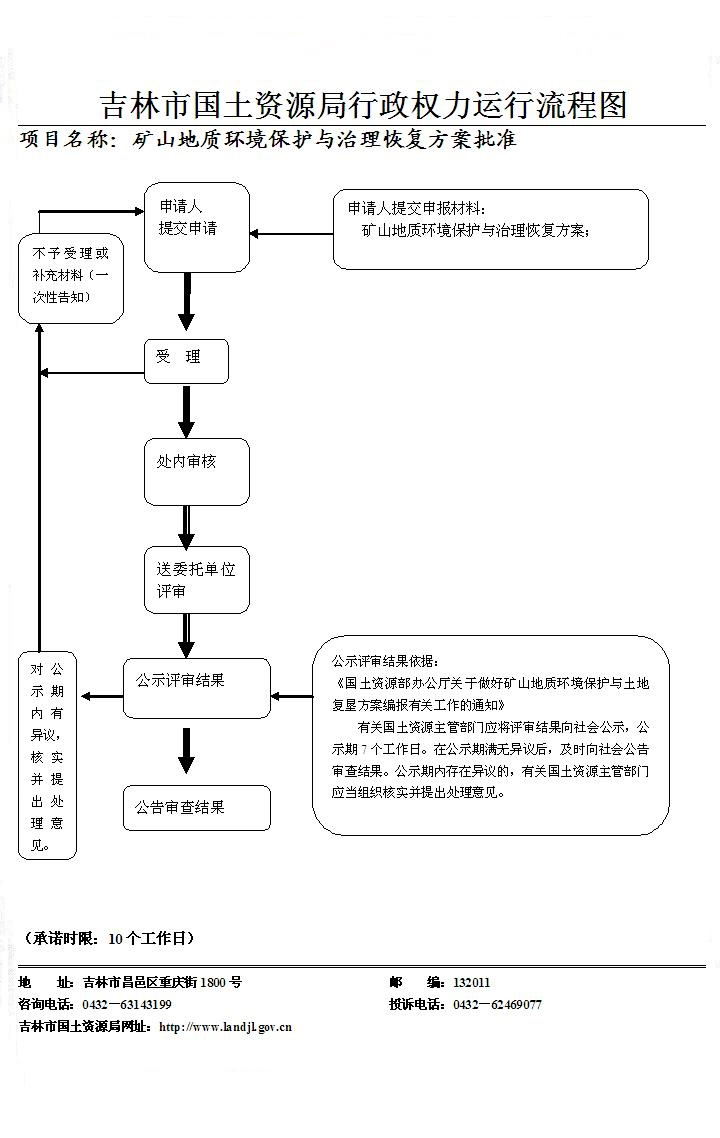 吉林市国土资源局行政权力运行流程图
项目名称：矿山地质环境保护与治理恢复方案批准
申请人
提交申请
申请人提交申报材料：
矿山地质环境保护与治理恢复方案；
不予受理或
补充材料（一
次性告知）
受 理
处内审核
送委托单位
评审
对 公
示 期
内 有
异议，
核 实
并 提
出 处
理 意
见。
公示评审结果
公示评审结果依据：
《国土资源部办公厅关于做好矿山地质环境保护与土地
复垦方案编报有关工作的通知》
有关国土资源主管部门应将评审结果向社会公示，公
示期 7 个工作日。在公示期满无异议后，及时向社会公告
审查结果。公示期内存在异议的，有关国土资源主管部门
应当组织核实并提出处理意见。
公告审查结果
（承诺时限：10 个工作日）
地 址：吉林市昌邑区重庆街 1800 号 邮 编：132011
咨询电话：0432—63143199 投诉电话：0432—62469077
吉林市国土资源局网址：http://www.landjl.gov.cn